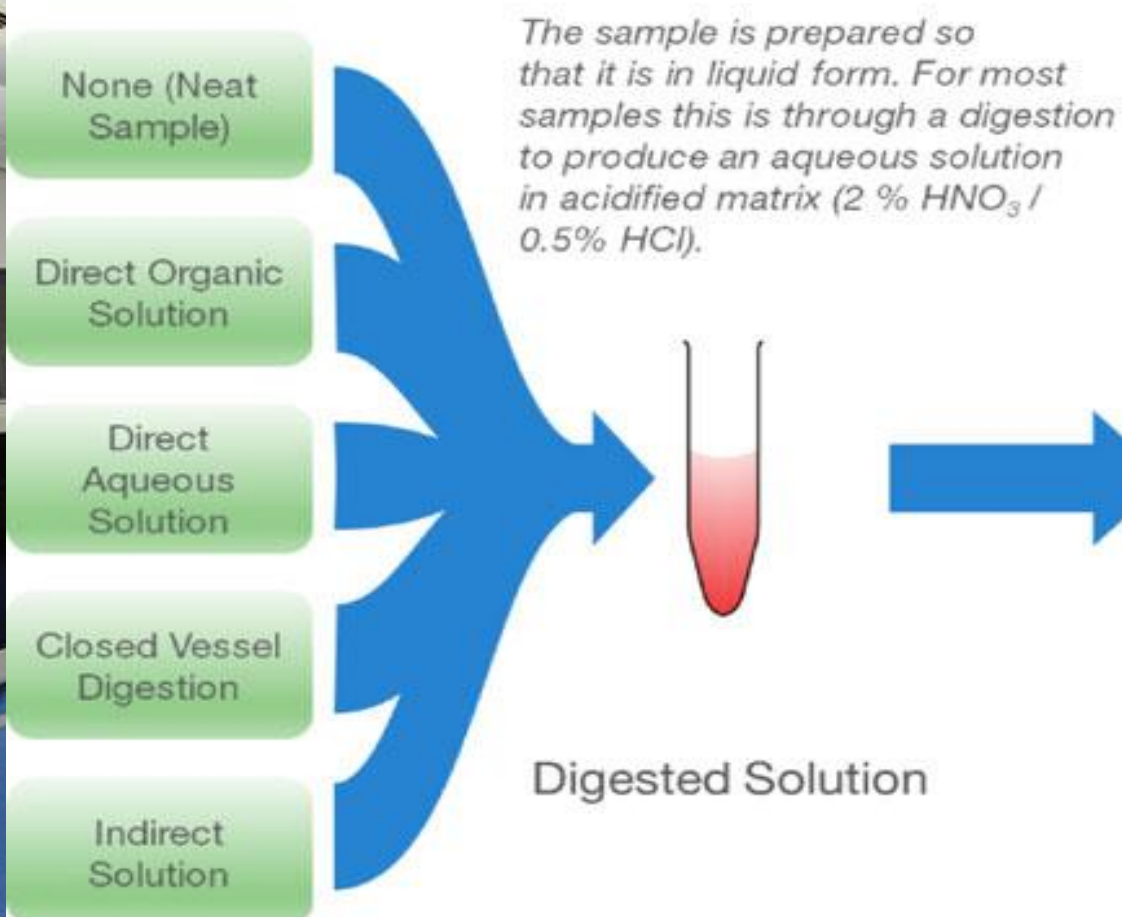 None (Neat
Sample)
Direct Organic
Solution
Direct
Aqueous
Solution
Closed Vessel
Digestion
Indirect
Solution
The sample is prepared so
that it is in liquid form. For most
samples this is through a digestion
to produce an aqueous solution
in acidified matrix (2 % HNO₃ /
0.5% HCl).
Digested Solution